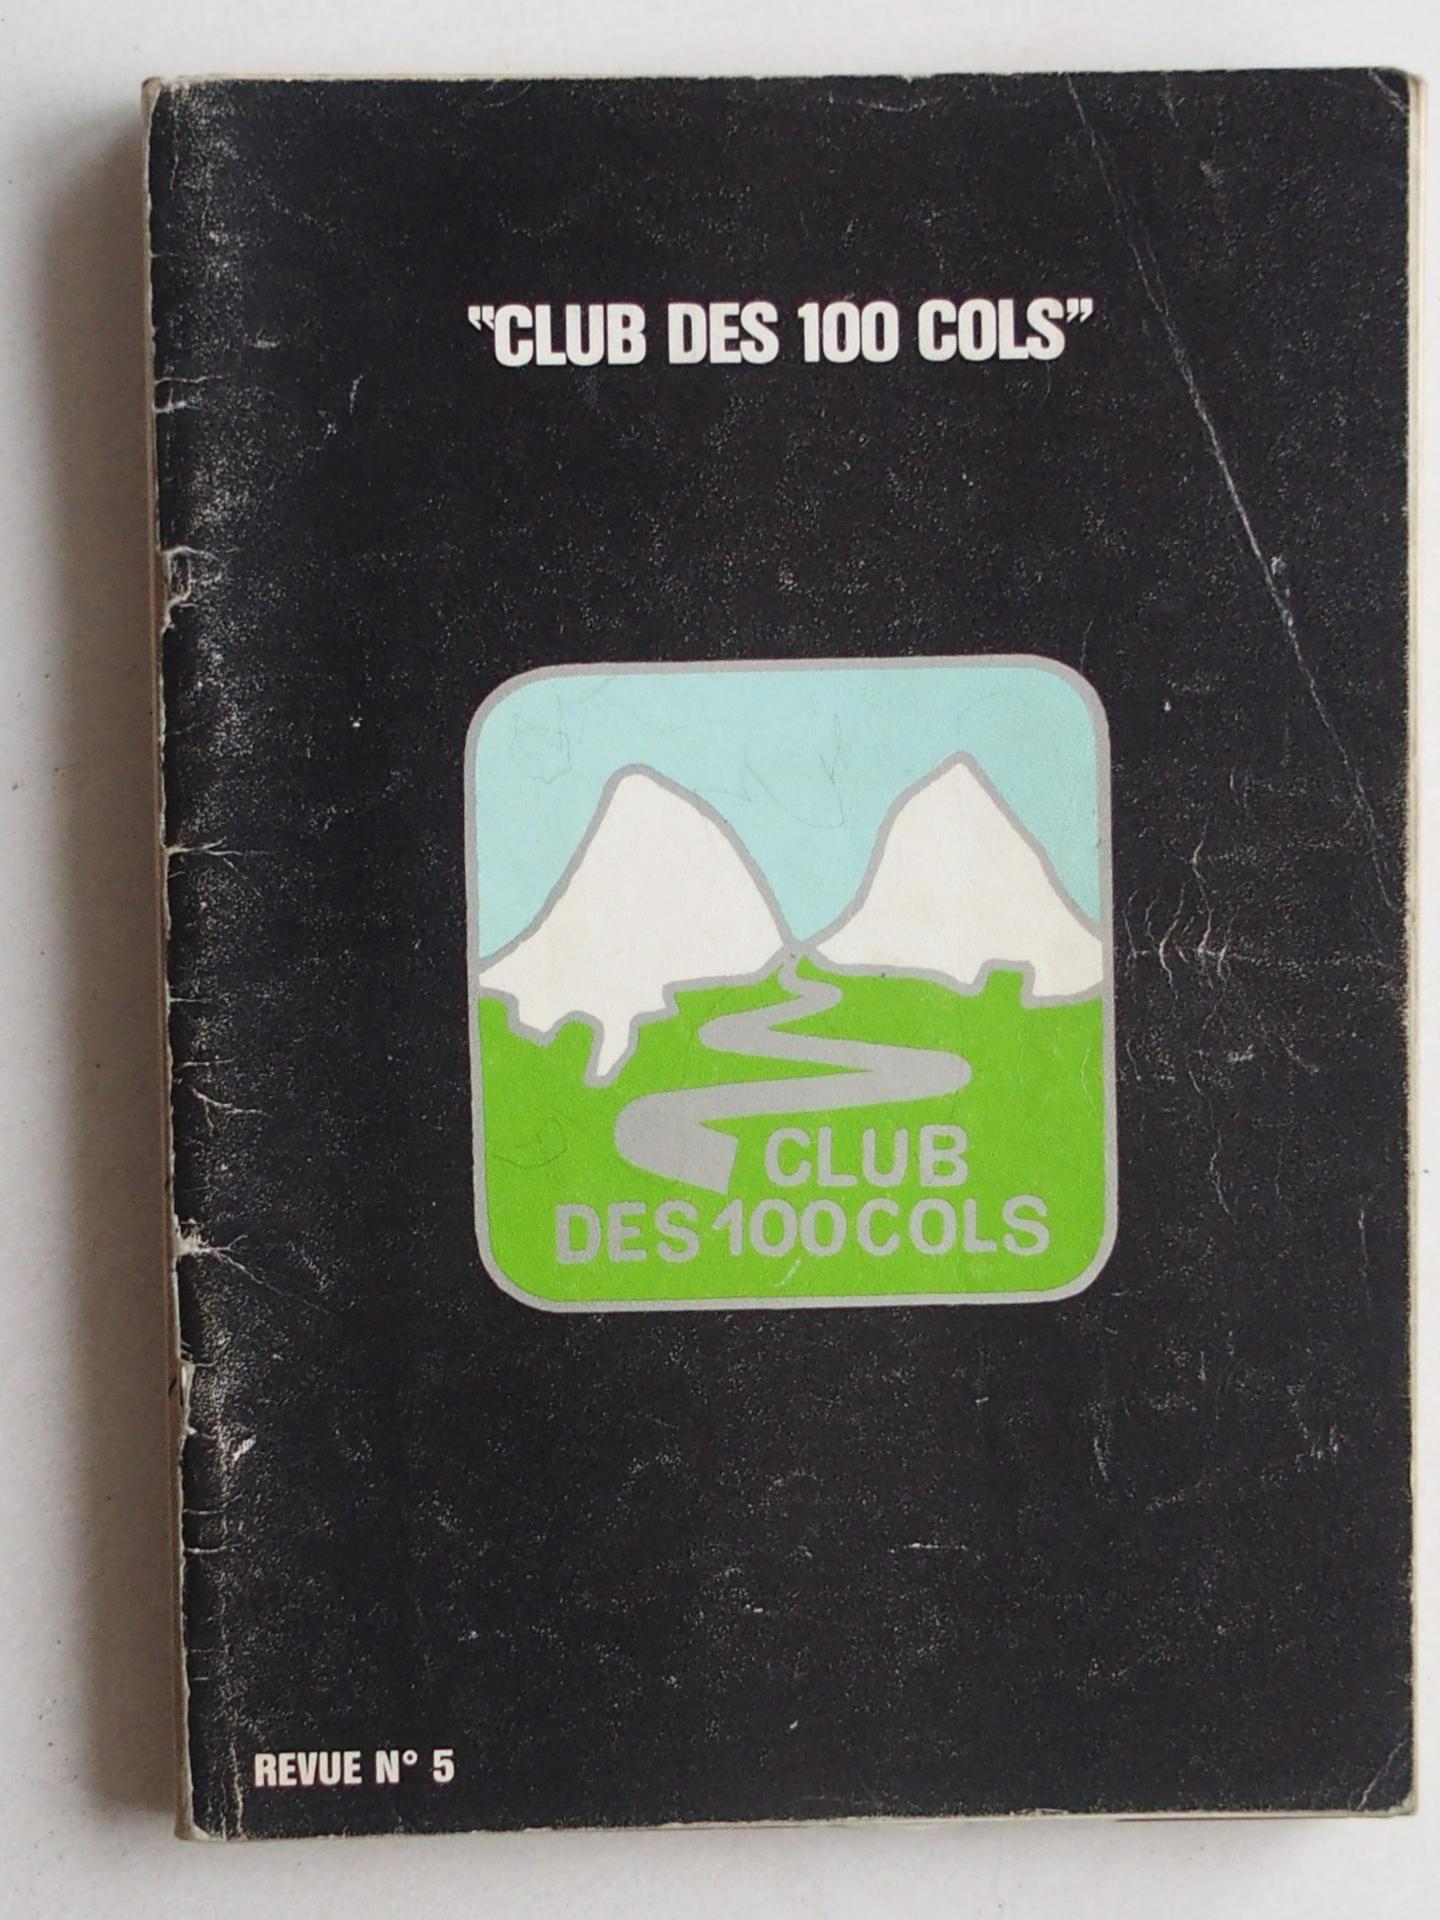 "CLUB DES 100 COLS"
CLUB
DES 100 COLS
REVUE N° 5